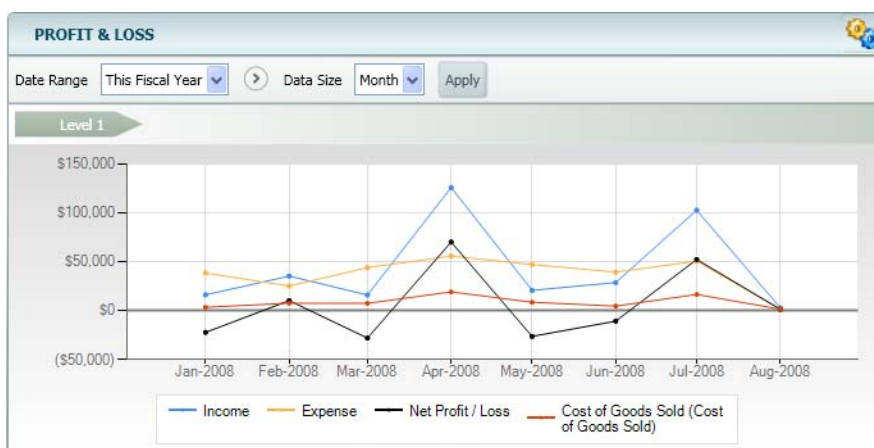 PROFIT & LOSS
Date Range This Fiscal Year Data Size Month Apply
Level 1
$150,000
$100,000
$50,000
$0
($50,000)
Jan-2008 Feb-2008 Mar-2008 Apr-2008 May-2008 Jun-2008 Jul-2008 Aug-2008
Income Expense Net Profit / Loss Cost of Goods Sold (Cost
of Goods Sold)